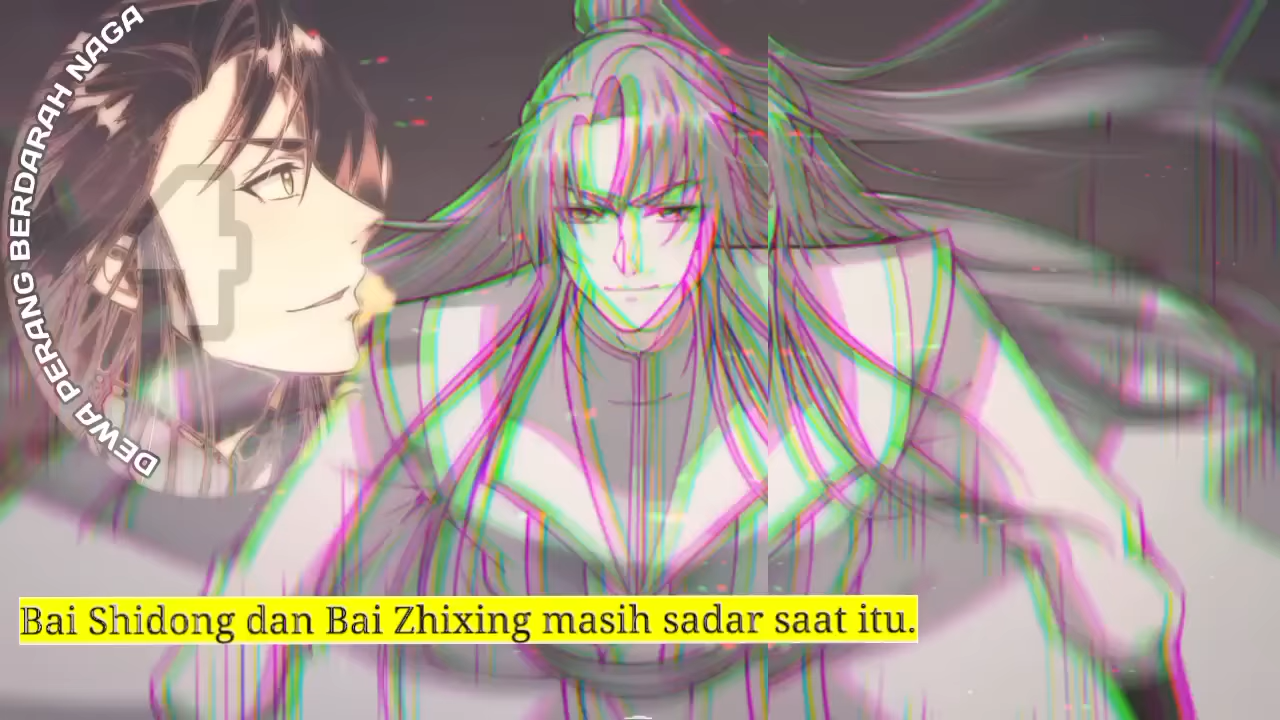 DEWA PERANG BERDARAH NAGA
Bai Shidong dan Bai Zhixing masih sadar saat itu.